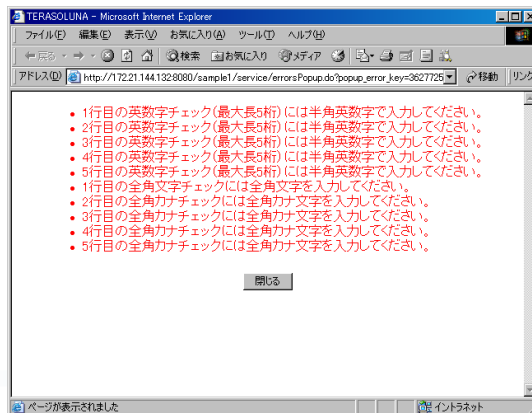 TERASOLUNA - Microsoft Internet Explorer
ファイル(F) 編集(E) 表示(V) お気に入り(A) ツール(T) ヘルプ(H)
戻る 検索 お気に入り メディア
アドレス(D) http://172.21.144.132:8080/sample1/service/errorsPopup.do?popup_error_key=3627725 移動 リンク
• 1行目の英数字チェック(最大長5桁)には半角英数字で入力してください。
• 2行目の英数字チェック(最大長5桁)には半角英数字で入力してください。
• 3行目の英数字チェック(最大長5桁)には半角英数字で入力してください。
• 4行目の英数字チェック(最大長5桁)には半角英数字で入力してください。
• 5行目の英数字チェック(最大長5桁)には半角英数字で入力してください。
• 1行目の全角文字チェックには全角文字を入力してください。
• 2行目の全角カナチェックには全角カナ文字を入力してください。
• 3行目の全角カナチェックには全角カナ文字を入力してください。
• 4行目の全角カナチェックには全角カナ文字を入力してください。
• 5行目の全角カナチェックには全角カナ文字を入力してください。
閉じる
ページが表示されました イントラネット